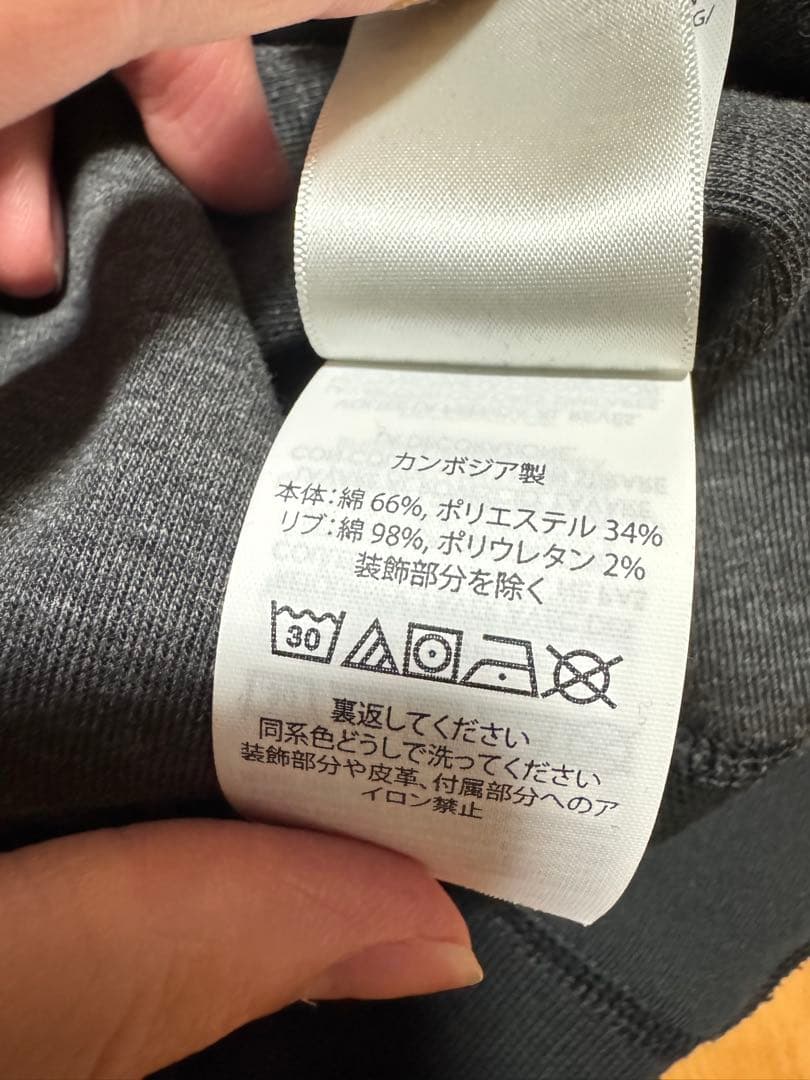 G/
カンボジア製
本体：綿 66%, ポリエステル 34%
リブ：綿 98%, ポリウレタン 2%
装飾部分を除く
30
裏返してください
同系色どうしで洗ってください
装飾部分や皮革、付属部分へのア
イロン禁止